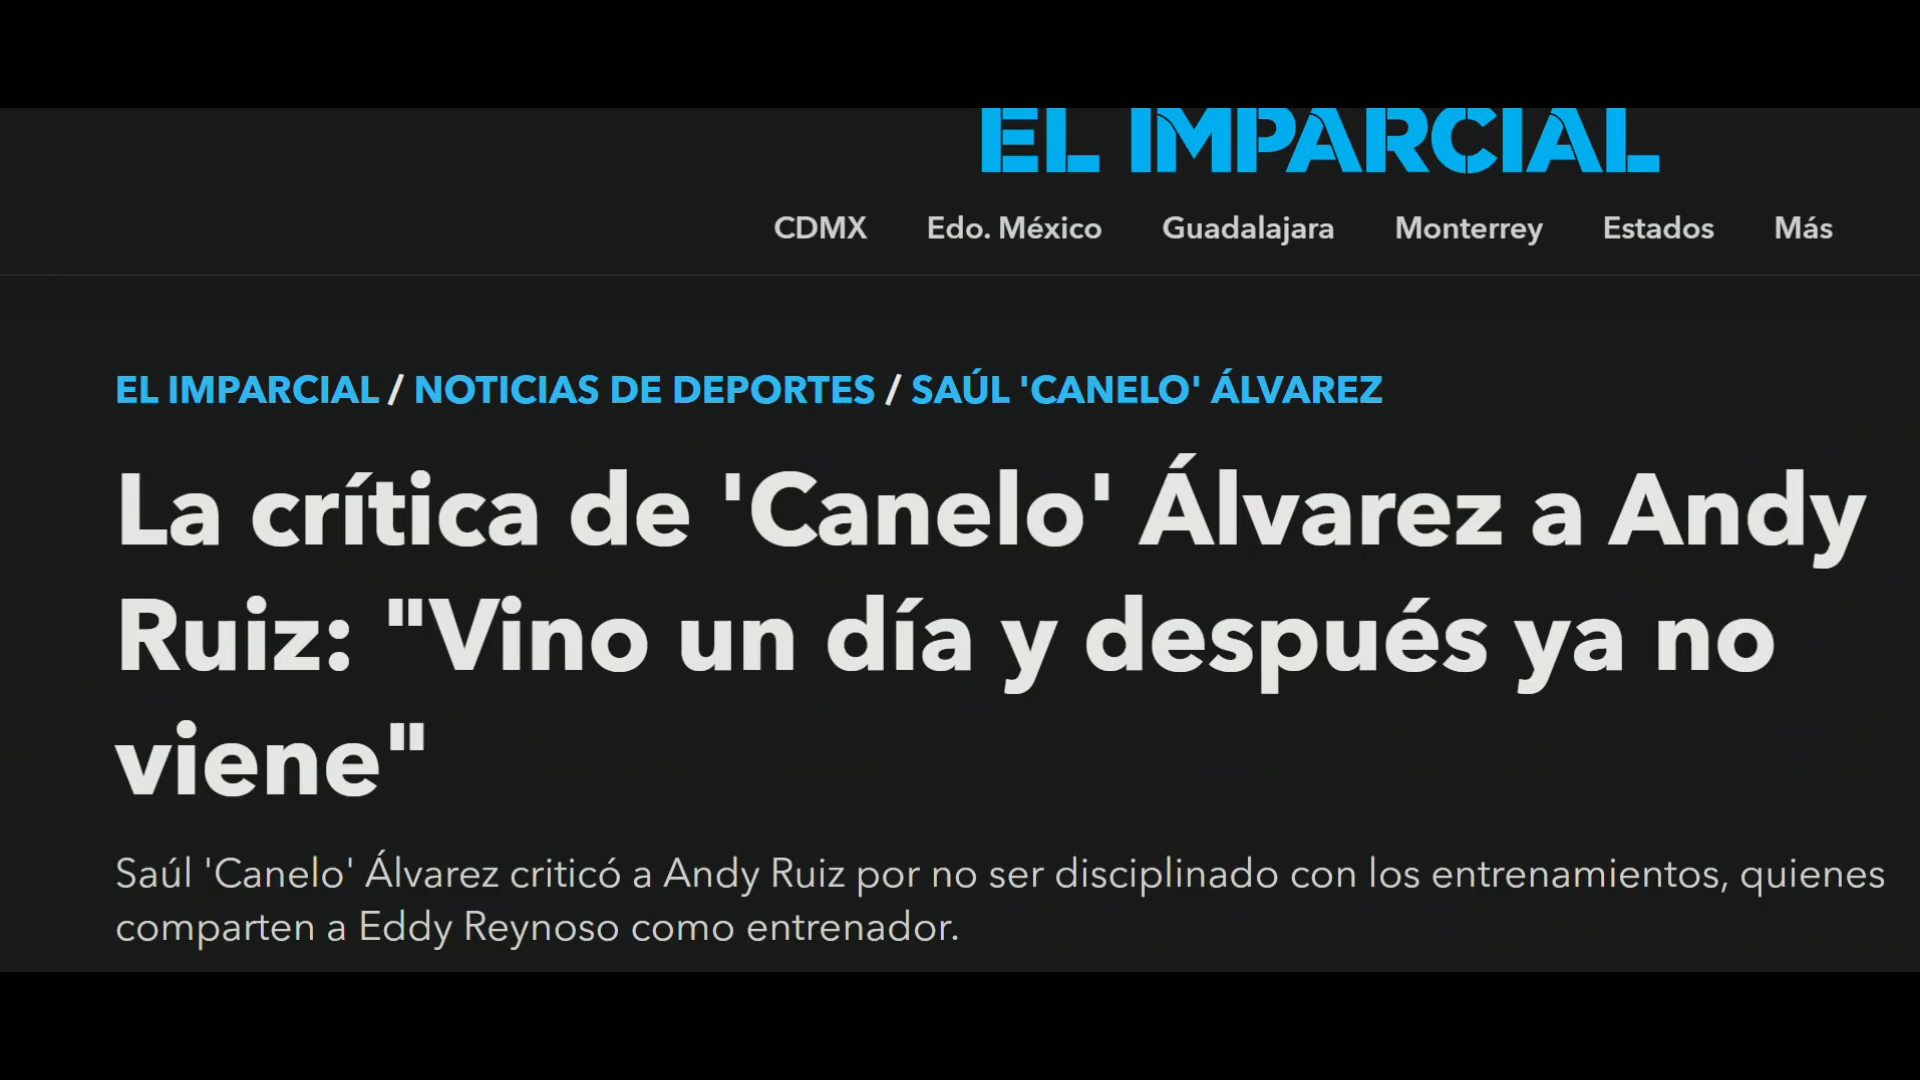 EL IMPARCIAL
CDMX Edo. México Guadalajara Monterrey Estados Más
EL IMPARCIAL / NOTICIAS DE DEPORTES / SAÚL 'CANELO' ÁLVAREZ
La crítica de 'Canelo' Álvarez a Andy
Ruiz: "Vino un día y después ya no
viene"
Saúl 'Canelo' Álvarez criticó a Andy Ruiz por no ser disciplinado con los entrenamientos, quienes
comparten a Eddy Reynoso como entrenador.